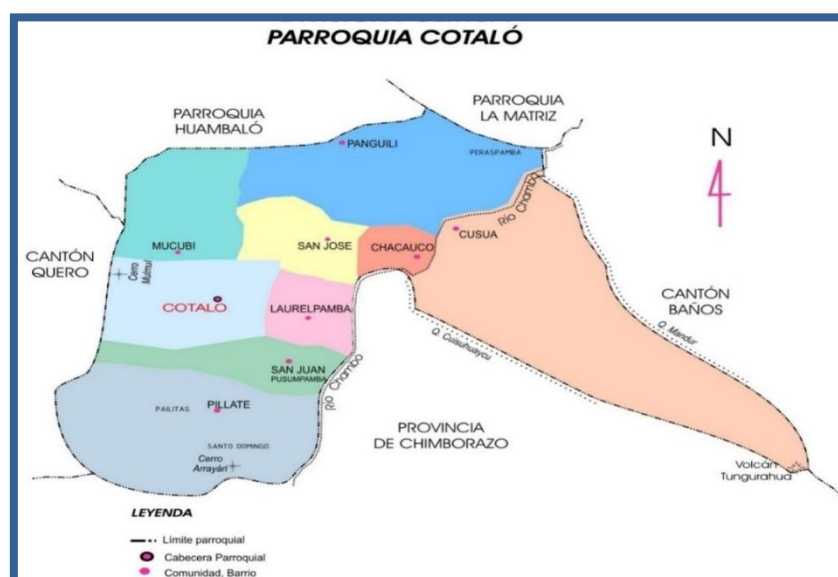 PARROQUIA COTALÓ
PARROQUIA
HUAMBALÓ
PARROQUIA
LA MATRIZ
N
PANGUILI
PERASPAMBA
Río Chambo
CUSUA
SAN JOSE
CHACAUCO
MUCUBI
CANTÓN
QUERO
Cerro
Mulmul
COTALO
LAURELPAMBA
CANTÓN
BAÑOS
Q. Mandur
Q. Cuisuhuaycu
SAN JUAN
PUSUMPAMBA
Río Chambo
PAILITAS
PILLATE
SANTO DOMINGO
Cerro
Arrayán
PROVINCIA
DE CHIMBORAZO
Volcán
Tungurahua
LEYENDA
Límite parroquial
Cabecera Parroquial
Comunidad, Barrio